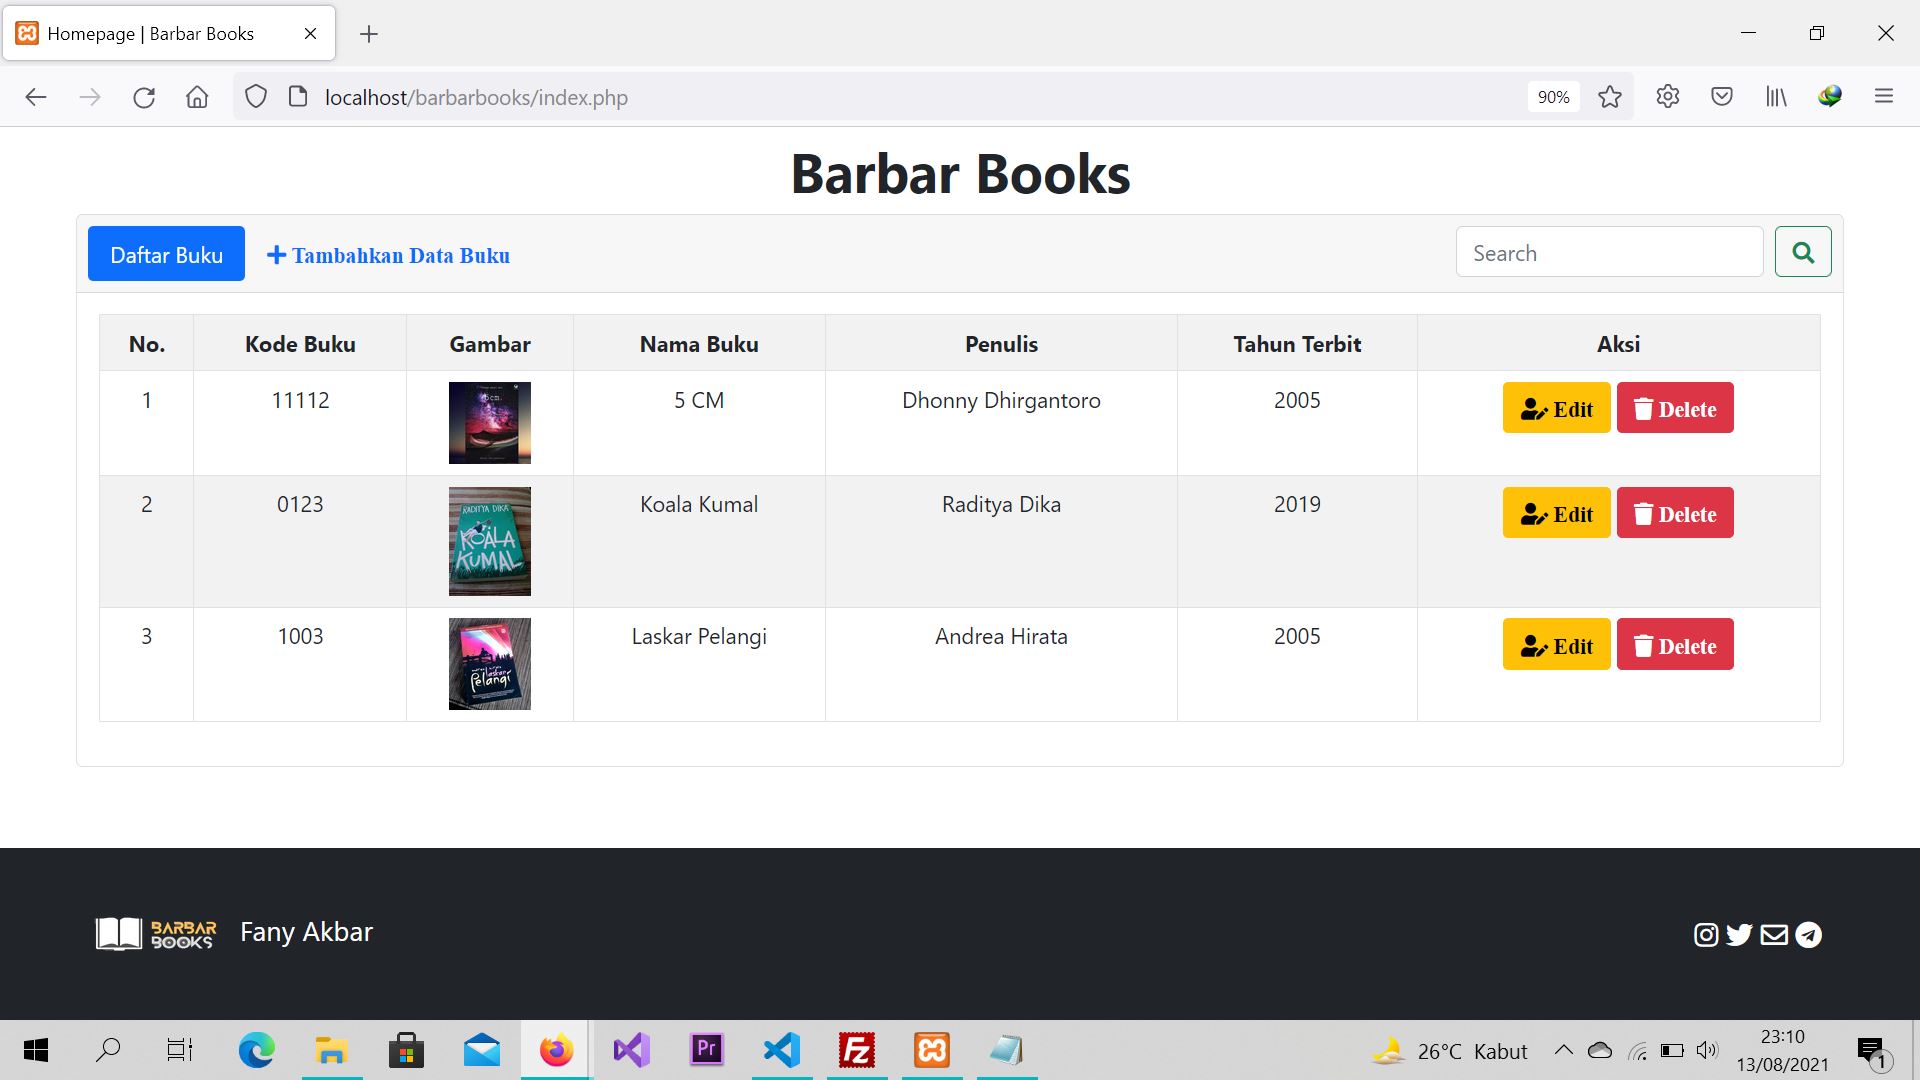 Homepage | Barbar Books
localhost/barbarbooks/index.php
90%
Barbar Books
Daftar Buku
Tambahkan Data Buku
Search
No. Kode Buku Gambar Nama Buku Penulis Tahun Terbit Aksi
1 11112 5cm. 5 CM Dhonny Dhirgantoro 2005 Edit Delete
2 0123 RADITYA DIKA KOALA KUMAL Koala Kumal Raditya Dika 2019 Edit Delete
3 1003 Laskar Pelangi Laskar Pelangi Andrea Hirata 2005 Edit Delete
BARBAR
BOOKS
Fany Akbar
Pr
Fz
26°C Kabut
23:10
13/08/2021
1